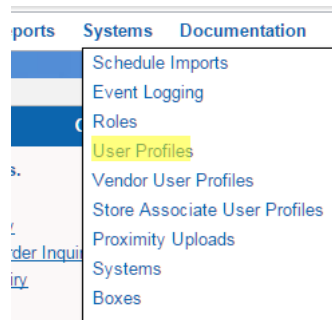 ports Systems Documentation
Schedule Imports
Event Logging
Roles
User Profiles
s.
Vendor User Profiles
Store Associate User Profiles
Proximity Uploads
rder Inqui
Systems
iry
Boxes